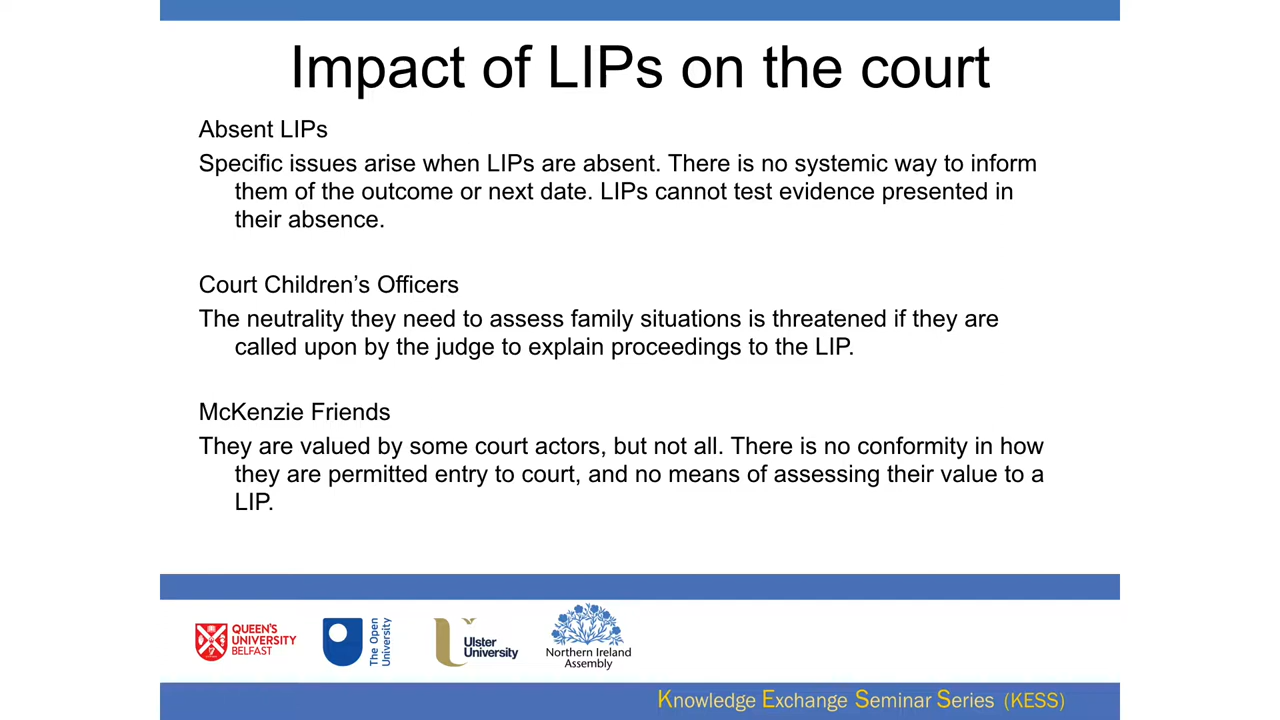 Impact of LIPs on the court
Absent LIPs
Specific issues arise when LIPs are absent. There is no systemic way to inform
them of the outcome or next date. LIPs cannot test evidence presented in
their absence.
Court Children’s Officers
The neutrality they need to assess family situations is threatened if they are
called upon by the judge to explain proceedings to the LIP.
McKenzie Friends
They are valued by some court actors, but not all. There is no conformity in how
they are permitted entry to court, and no means of assessing their value to a
LIP.
QUEEN'S
UNIVERSITY
BELFAST
The Open
University
Ulster
University
Northern Ireland
Assembly
Knowledge Exchange Seminar Series (KESS)